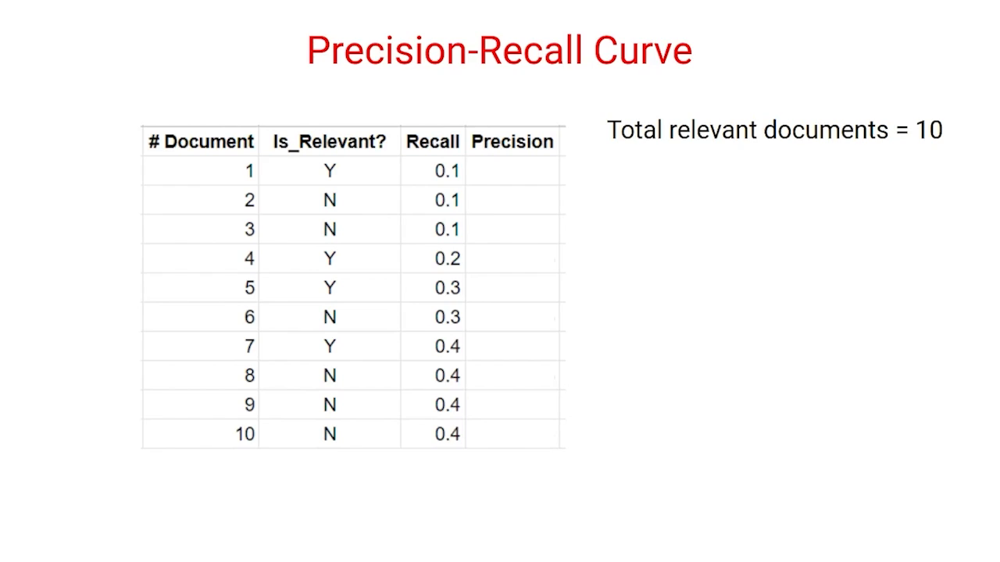 Precision-Recall Curve
Total relevant documents = 10
# Document Is_Relevant? Recall Precision
1 Y 0.1
2 N 0.1
3 N 0.1
4 Y 0.2
5 Y 0.3
6 N 0.3
7 Y 0.4
8 N 0.4
9 N 0.4
10 N 0.4